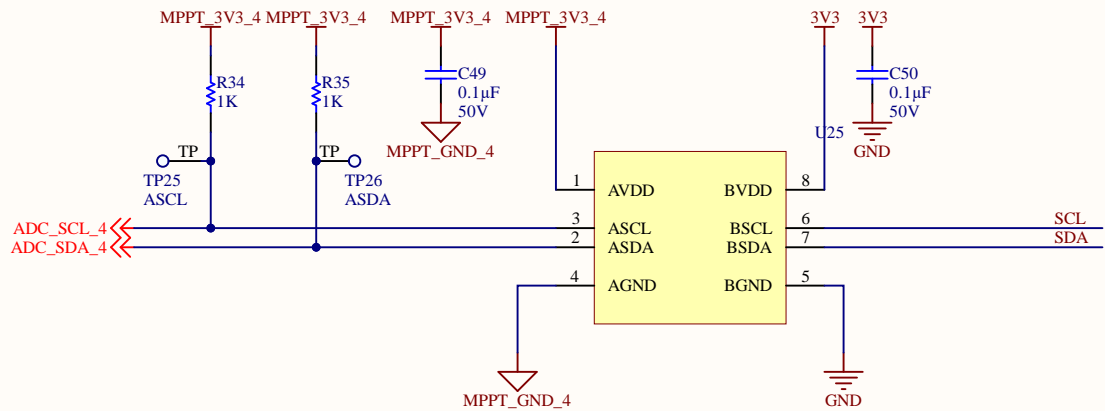 MPPT_3V3_4 MPPT_3V3_4 MPPT_3V3_4 MPPT_3V3_4 3V3 3V3
R34
1K
R35
1K
C49
0.1µF
50V
C50
0.1µF
50V
MPPT_GND_4
GND
U25
TP
TP25
ASCL
TP
TP26
ASDA
1 AVDD BVDD 8
ADC_SCL_4 3 ASCL BSCL 6 SCL
ADC_SDA_4 2 ASDA BSDA 7 SDA
4 AGND BGND 5
MPPT_GND_4
GND